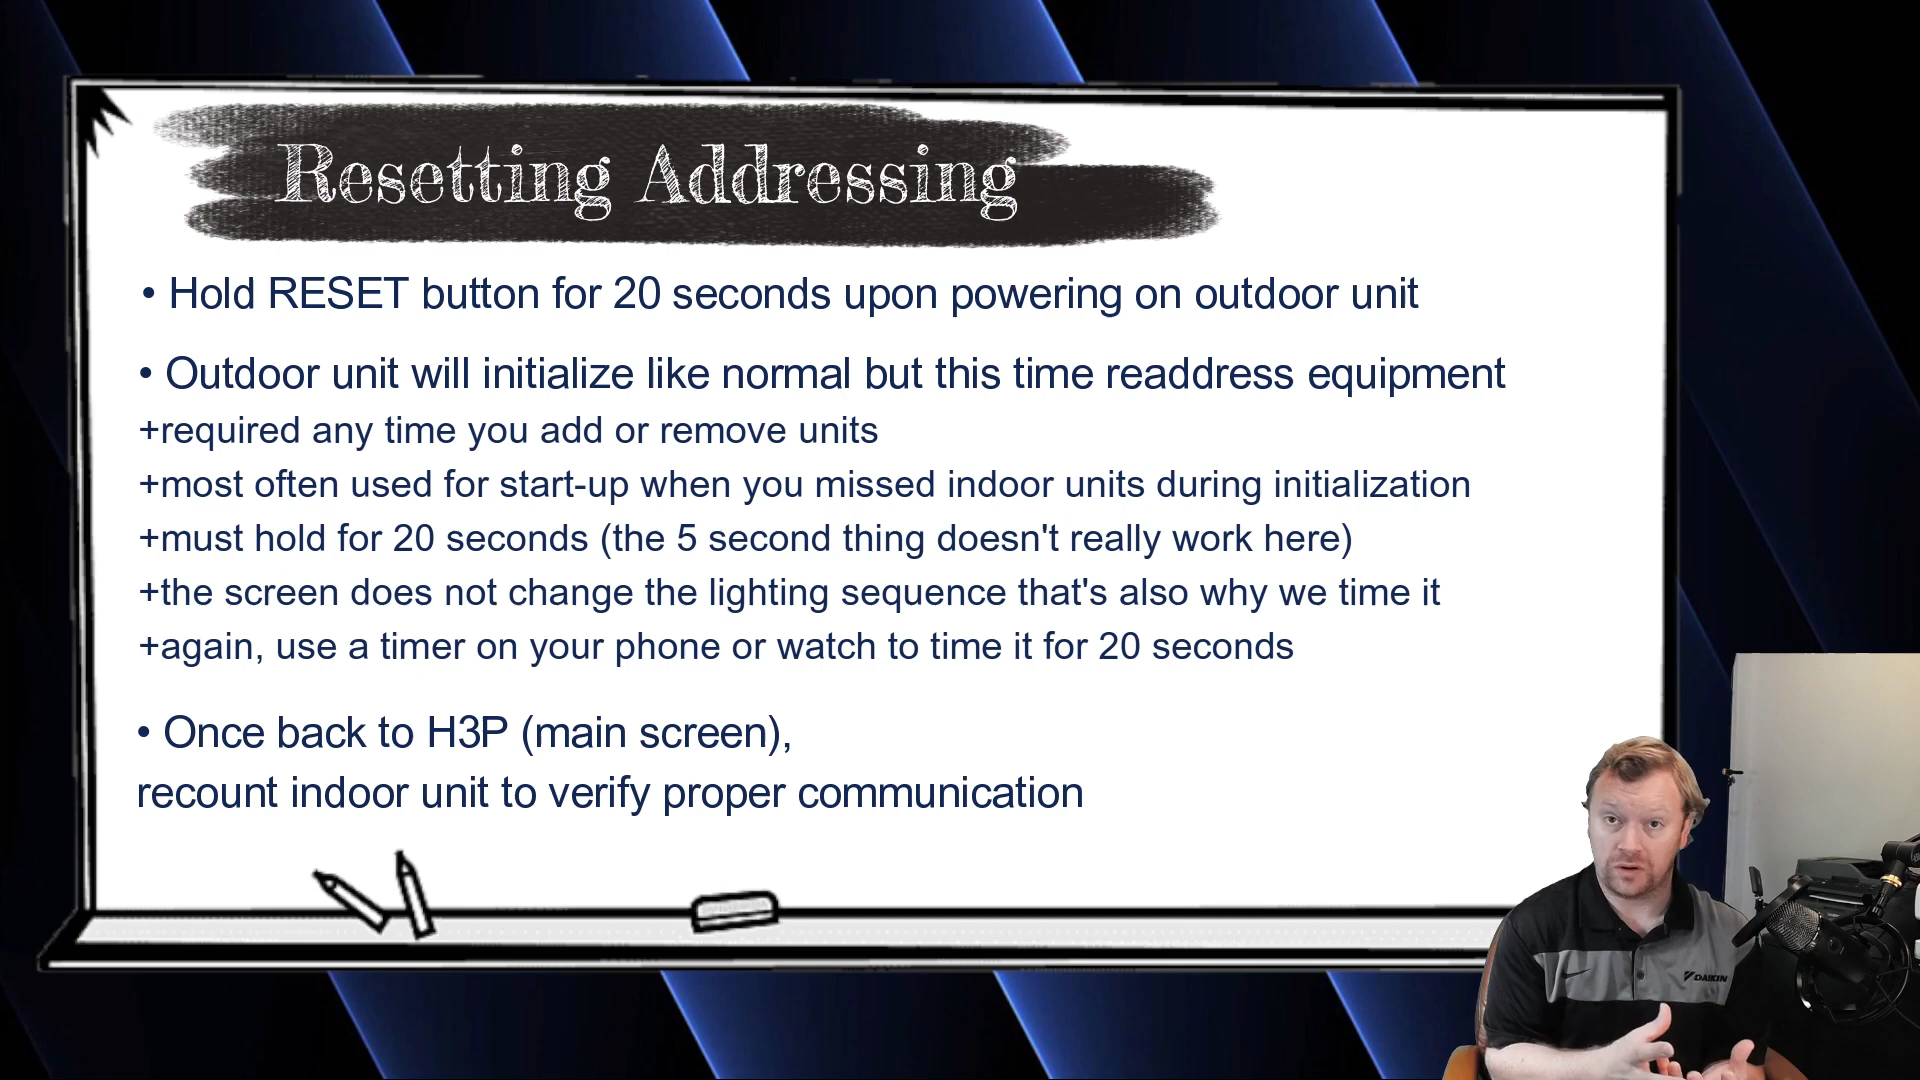 Resetting Addressing
• Hold RESET button for 20 seconds upon powering on outdoor unit
• Outdoor unit will initialize like normal but this time readdress equipment
+required any time you add or remove units
+most often used for start-up when you missed indoor units during initialization
+must hold for 20 seconds (the 5 second thing doesn't really work here)
+the screen does not change the lighting sequence that's also why we time it
+again, use a timer on your phone or watch to time it for 20 seconds
• Once back to H3P (main screen),
recount indoor unit to verify proper communication
DAIKIN